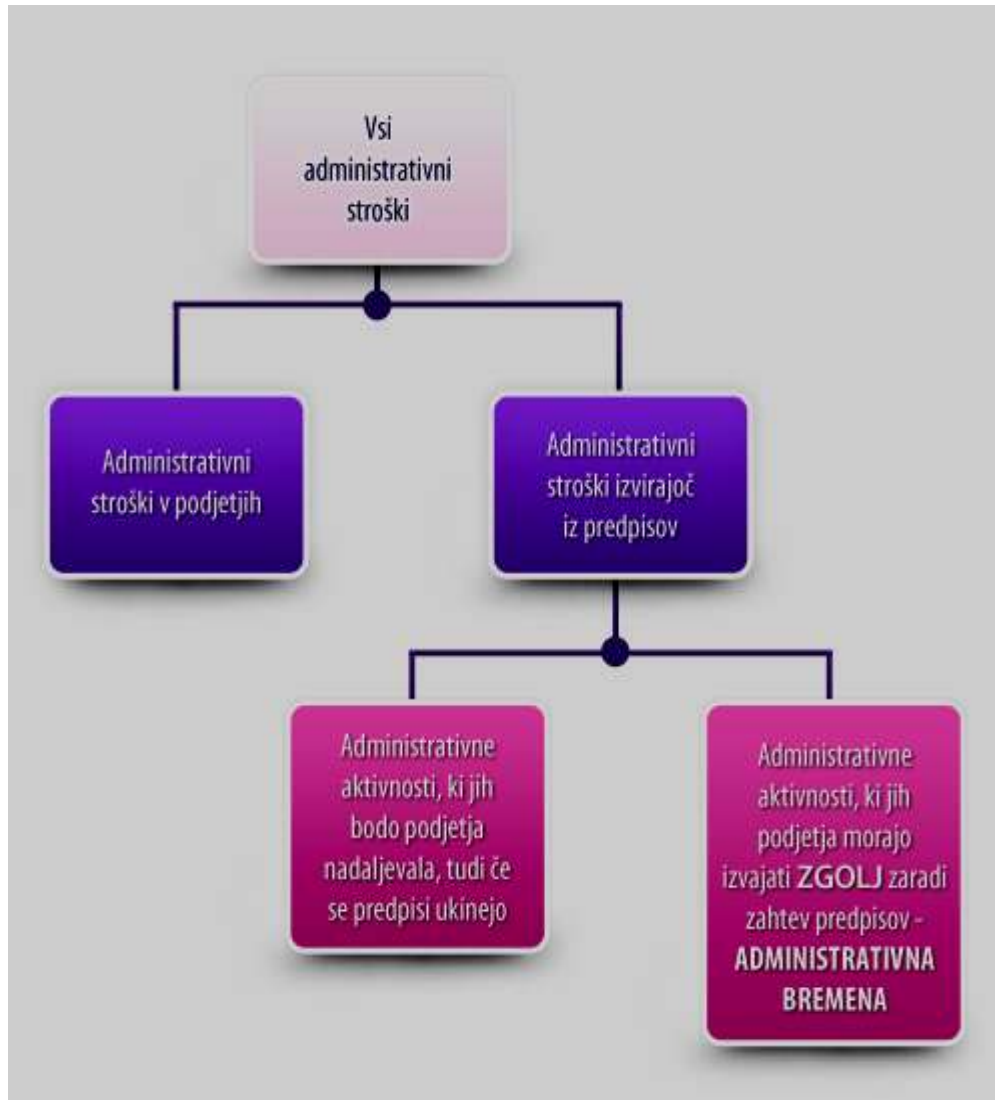 Vsi
administrativni
stroški
Administrativni
stroški v podjetjih
Administrativni
stroški izvirajoč
iz predpisov
Administrativne
aktivnosti, ki jih
bodo podjetja
nadaljevala, tudi če
se predpisi ukinejo
Administrativne
aktivnosti, ki jih
podjetja morajo
izvajati ZGOLJ zaradi
zahtev predpisov -
ADMINISTRATIVNA
BREMENA